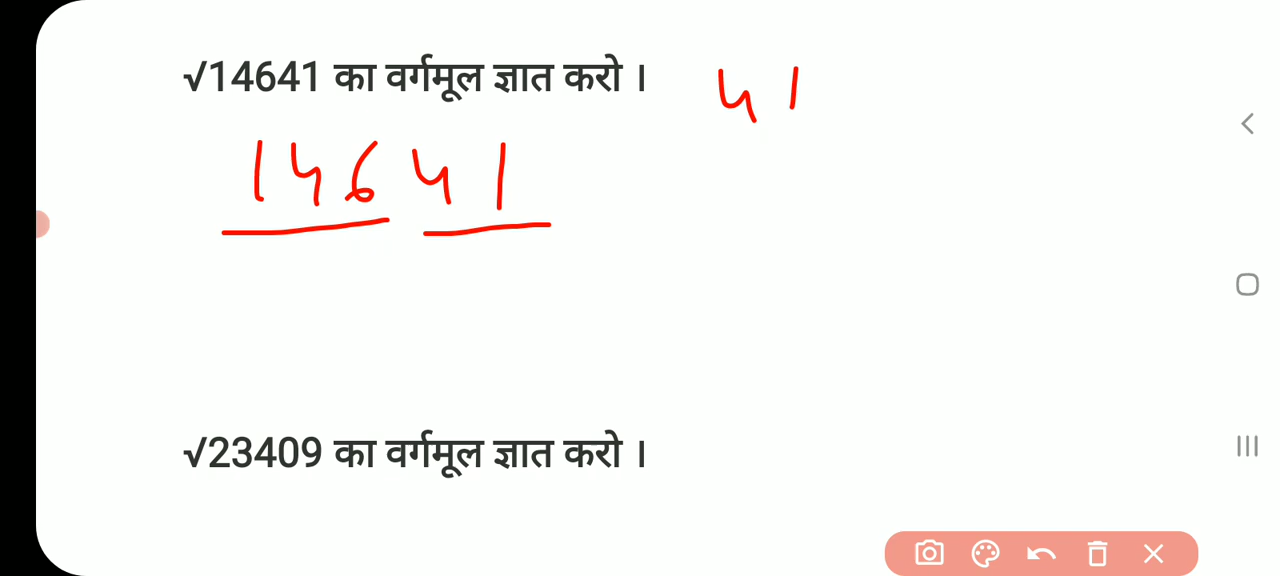 √14641 का वर्गमूल ज्ञात करो ।
41
14641
√23409 का वर्गमूल ज्ञात करो ।